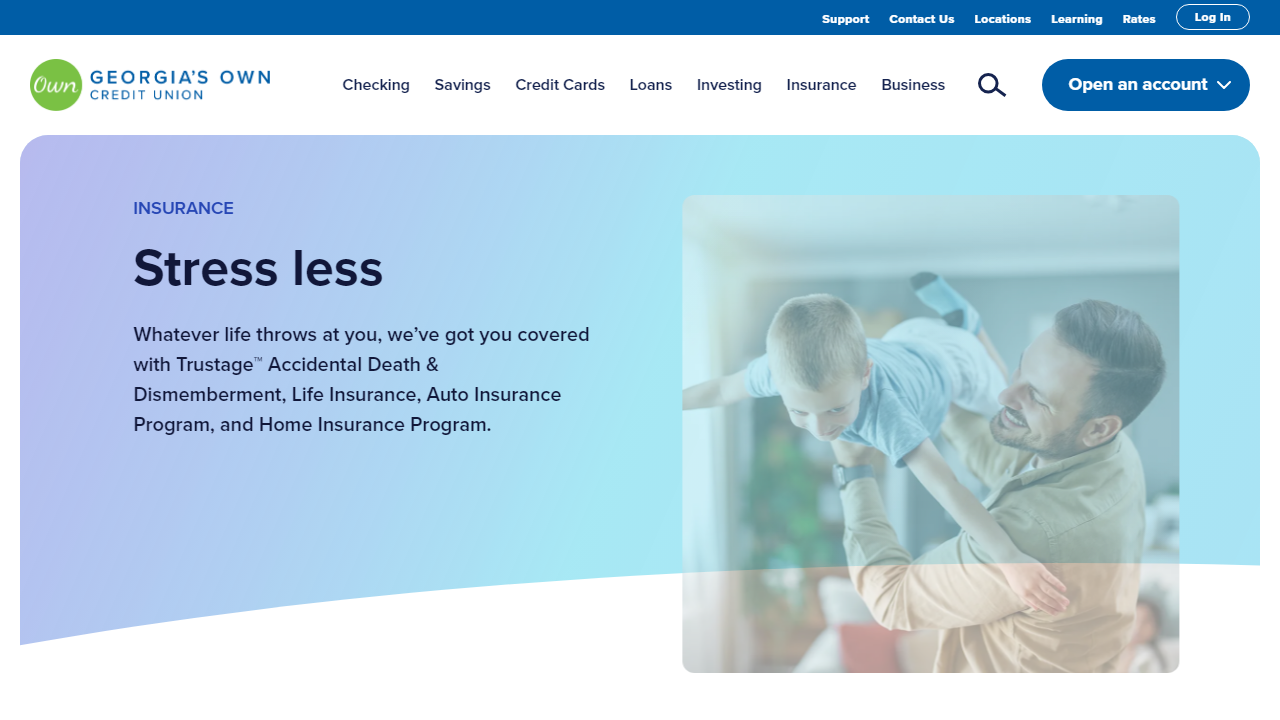 Support Contact Us Locations Learning Rates Log In
Own GEORGIA'S OWN
CREDIT UNION
Checking Savings Credit Cards Loans Investing Insurance Business Open an account
INSURANCE
Stress less
Whatever life throws at you, we’ve got you covered
with Trustage™ Accidental Death &
Dismemberment, Life Insurance, Auto Insurance
Program, and Home Insurance Program.